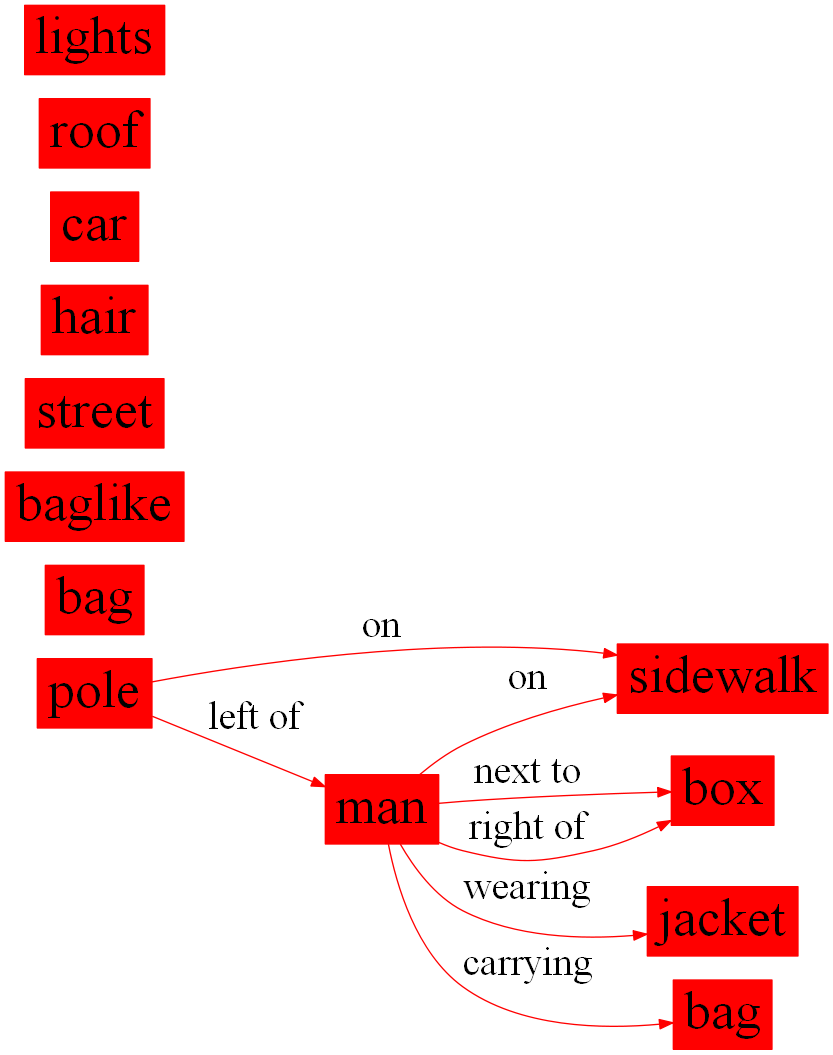 lights
roof
car
hair
street
baglike
bag
on
pole
sidewalk
on
left of
next to
box
man
right of
wearing
jacket
carrying
bag